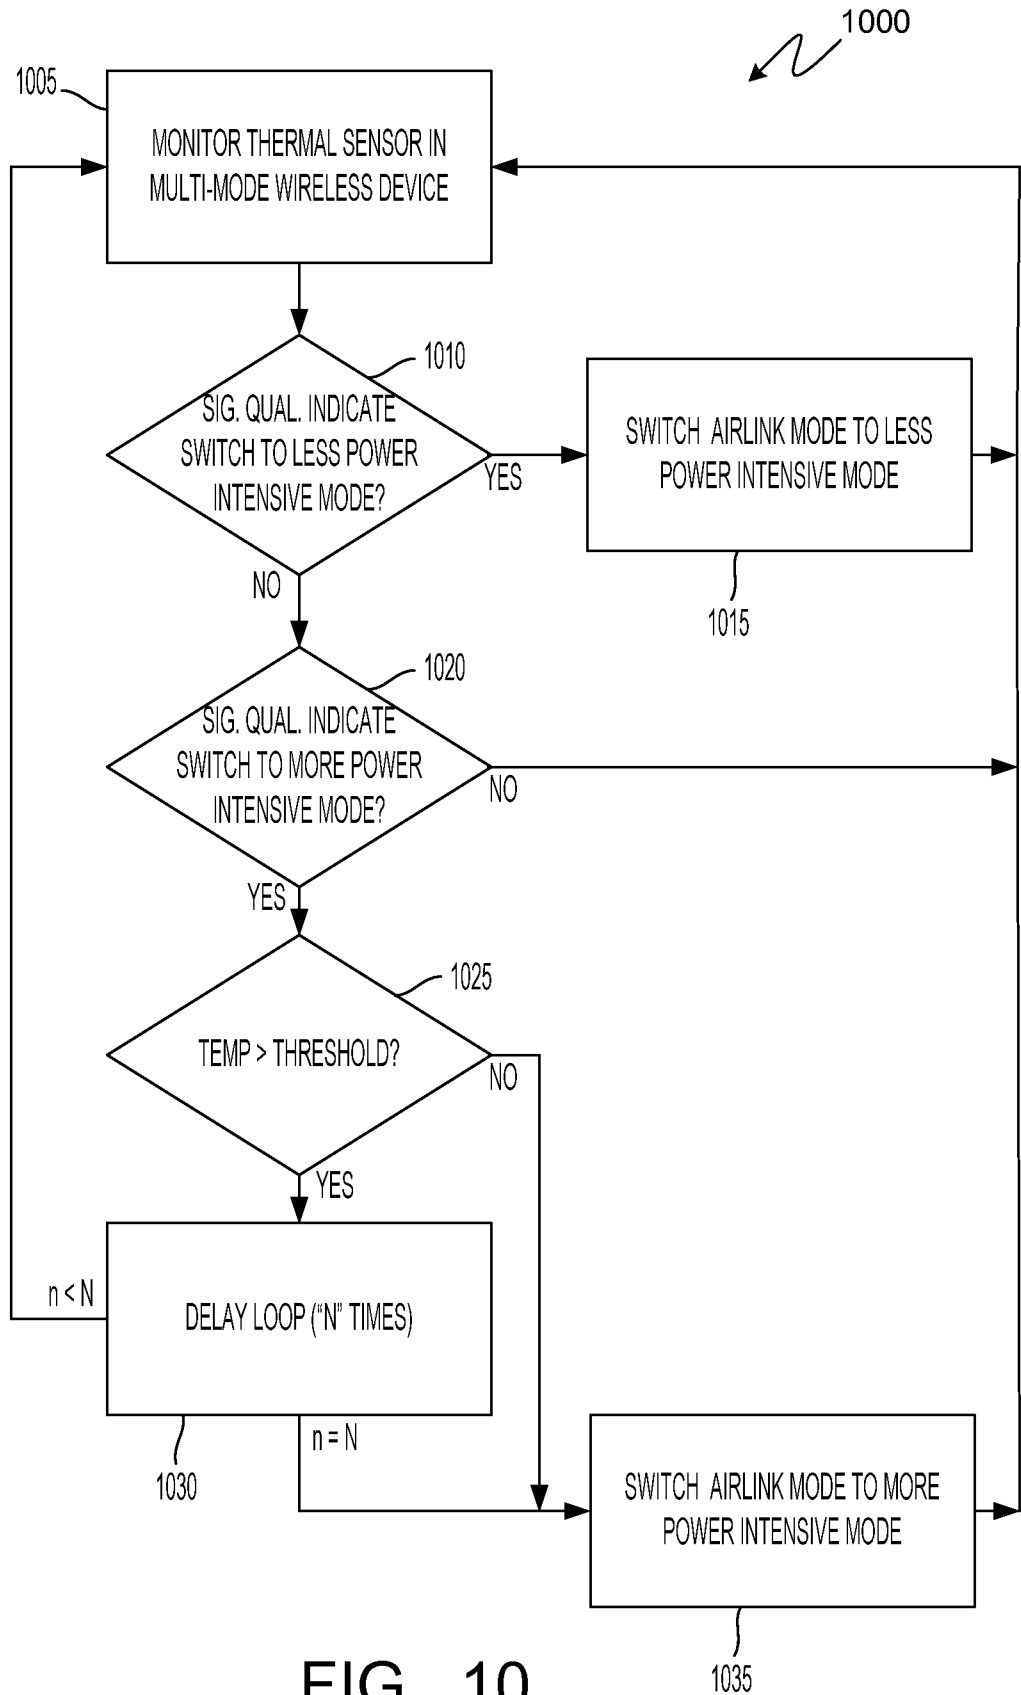 1000
1005
MONITOR THERMAL SENSOR IN
MULTI-MODE WIRELESS DEVICE
1010
SIG. QUAL. INDICATE
SWITCH TO LESS POWER
INTENSIVE MODE?
YES
NO
SWITCH AIRLINK MODE TO LESS
POWER INTENSIVE MODE
1015
1020
SIG. QUAL. INDICATE
SWITCH TO MORE POWER
INTENSIVE MODE?
NO
YES
1025
TEMP > THRESHOLD?
NO
YES
n < N
DELAY LOOP (“N” TIMES)
n = N
1030
SWITCH AIRLINK MODE TO MORE
POWER INTENSIVE MODE
1035
FIG. 10